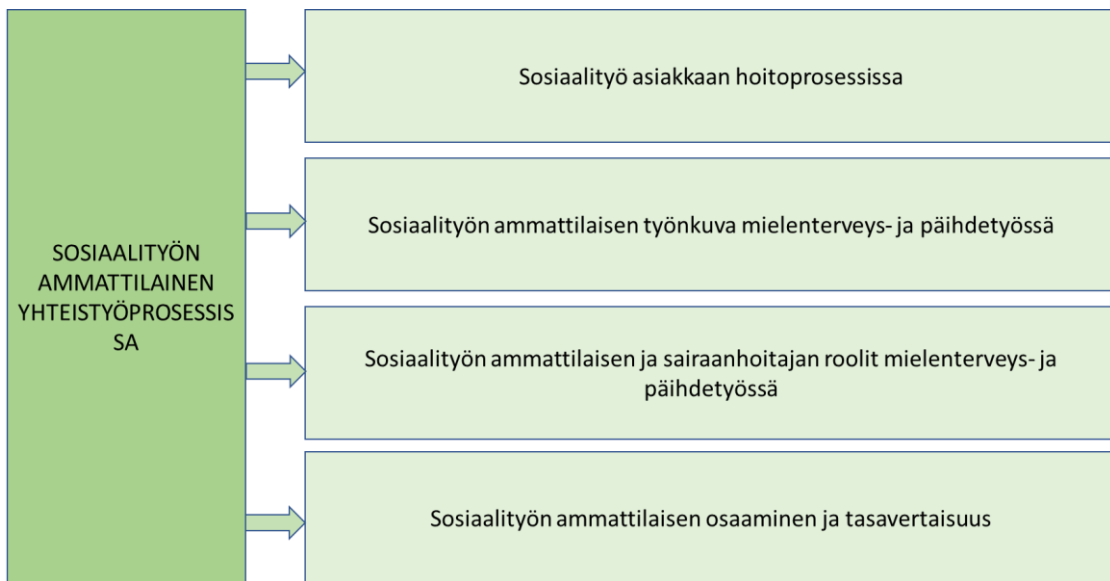 SOSIAALITYÖN
AMMATTILAINEN
YHTEISTYÖPROSESSIS
SA
Sosiaalityö asiakkaan hoitoprosessissa
Sosiaalityön ammattilaisen työnkuva mielenterveys- ja päihdetyössä
Sosiaalityön ammattilaisen ja sairaanhoitajan roolit mielenterveys- ja
päihdetyössä
Sosiaalityön ammattilaisen osaaminen ja tasavertaisuus